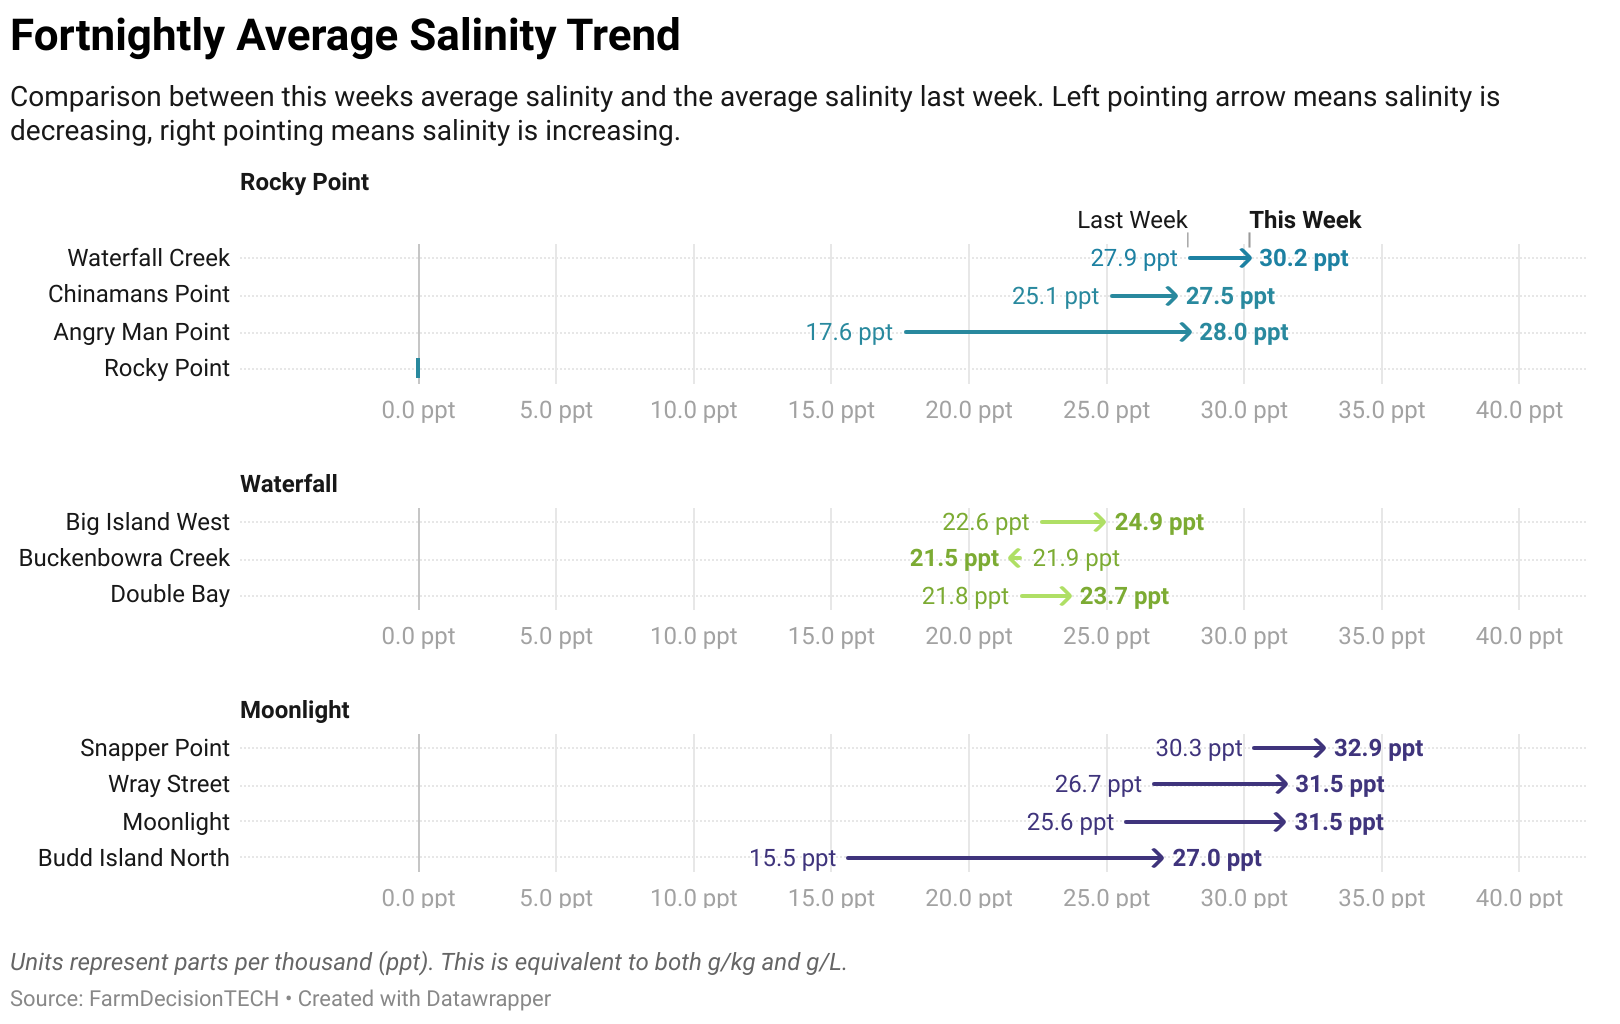 Fortnightly Average Salinity Trend
Comparison between this weeks average salinity and the average salinity last week. Left pointing arrow means salinity is
decreasing, right pointing means salinity is increasing.
Rocky Point
Last Week This Week
Waterfall Creek 27.9 ppt 30.2 ppt
Chinamans Point 25.1 ppt 27.5 ppt
Angry Man Point 17.6 ppt 28.0 ppt
Rocky Point
0.0 ppt 5.0 ppt 10.0 ppt 15.0 ppt 20.0 ppt 25.0 ppt 30.0 ppt 35.0 ppt 40.0 ppt
Waterfall
Big Island West 22.6 ppt 24.9 ppt
Buckenbowra Creek 21.5 ppt 21.9 ppt
Double Bay 21.8 ppt 23.7 ppt
0.0 ppt 5.0 ppt 10.0 ppt 15.0 ppt 20.0 ppt 25.0 ppt 30.0 ppt 35.0 ppt 40.0 ppt
Moonlight
Snapper Point 30.3 ppt 32.9 ppt
Wray Street 26.7 ppt 31.5 ppt
Moonlight 25.6 ppt 31.5 ppt
Budd Island North 15.5 ppt 27.0 ppt
0.0 ppt 5.0 ppt 10.0 ppt 15.0 ppt 20.0 ppt 25.0 ppt 30.0 ppt 35.0 ppt 40.0 ppt
Units represent parts per thousand (ppt). This is equivalent to both g/kg and g/L.
Source: FarmDecisionTECH • Created with Datawrapper